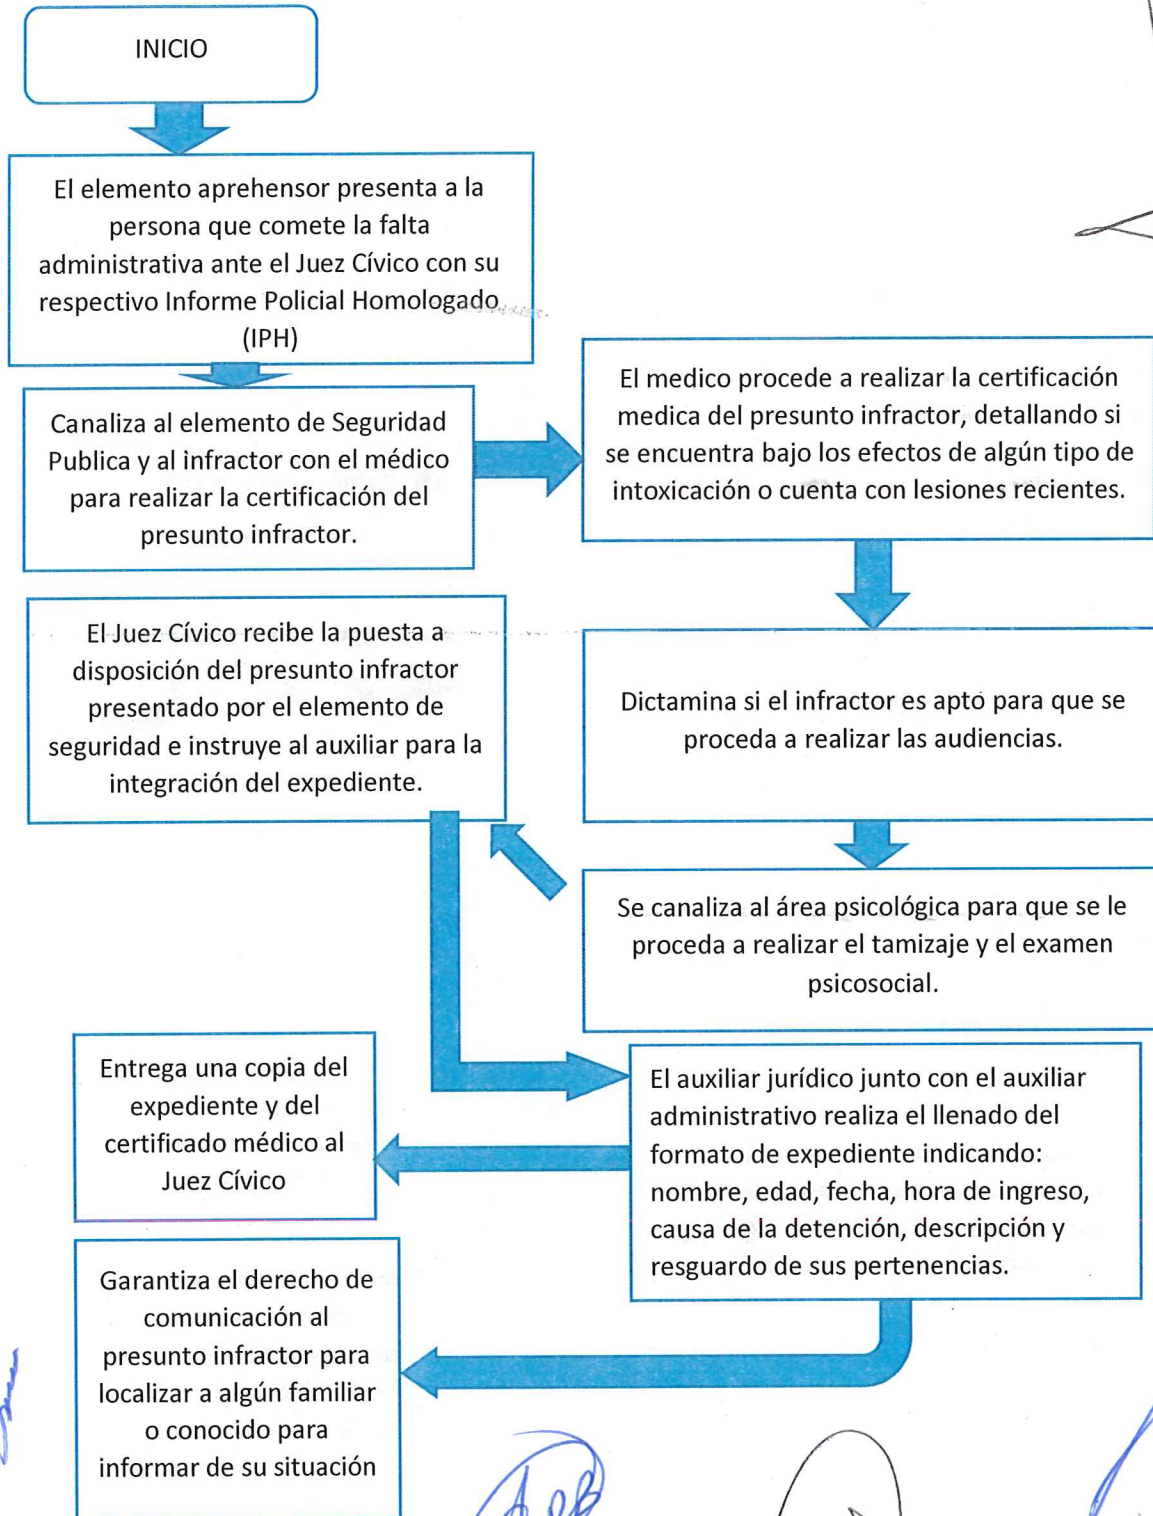 INICIO
El elemento aprehensor presenta a la
persona que comete la falta
administrativa ante el Juez Cívico con su
respectivo Informe Policial Homologado
(IPH)
Canaliza al elemento de Seguridad
Publica y al infractor con el médico
para realizar la certificación del
presunto infractor.
El medico procede a realizar la certificación
medica del presunto infractor, detallando si
se encuentra bajo los efectos de algún tipo de
intoxicación o cuenta con lesiones recientes.
Dictamina si el infractor es apto para que se
proceda a realizar las audiencias.
Se canaliza al área psicológica para que se le
proceda a realizar el tamizaje y el examen
psicosocial.
El Juez Cívico recibe la puesta a
disposición del presunto infractor
presentado por el elemento de
seguridad e instruye al auxiliar para la
integración del expediente.
El auxiliar jurídico junto con el auxiliar
administrativo realiza el llenado del
formato de expediente indicando:
nombre, edad, fecha, hora de ingreso,
causa de la detención, descripción y
resguardo de sus pertenencias.
Entrega una copia del
expediente y del
certificado médico al
Juez Cívico
Garantiza el derecho de
comunicación al
presunto infractor para
localizar a algún familiar
o conocido para
informar de su situación